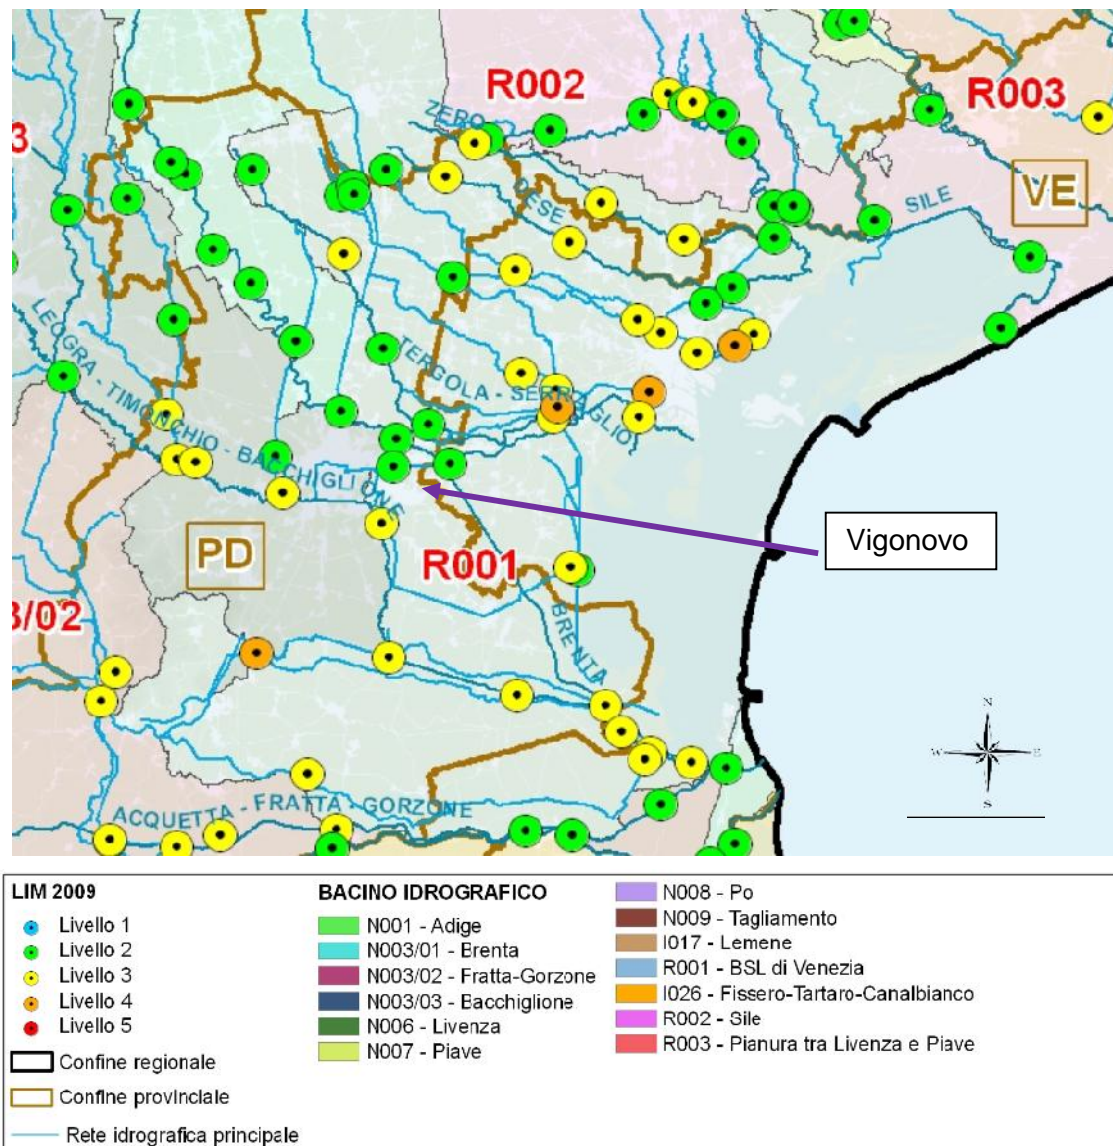 R002
R003
3
ZERO
VE
DESE
SILE
LEOGRA - TIMONCHIO - BACCHIGLIONE
TERGOLA - SERRAGLIO
Vigonovo
PD
R001
3/02
BRENTA
N
W E
S
ACQUETTA - FRATTA - GORZONE
LIM 2009
Livello 1
Livello 2
Livello 3
Livello 4
Livello 5
Confine regionale
Confine provinciale
Rete idrografica principale
BACINO IDROGRAFICO
N001 - Adige
N003/01 - Brenta
N003/02 - Fratta-Gorzone
N003/03 - Bacchiglione
N006 - Livenza
N007 - Piave
N008 - Po
N009 - Tagliamento
I017 - Lemene
R001 - BSL di Venezia
I026 - Fissero-Tartaro-Canalbianco
R002 - Sile
R003 - Pianura tra Livenza e Piave